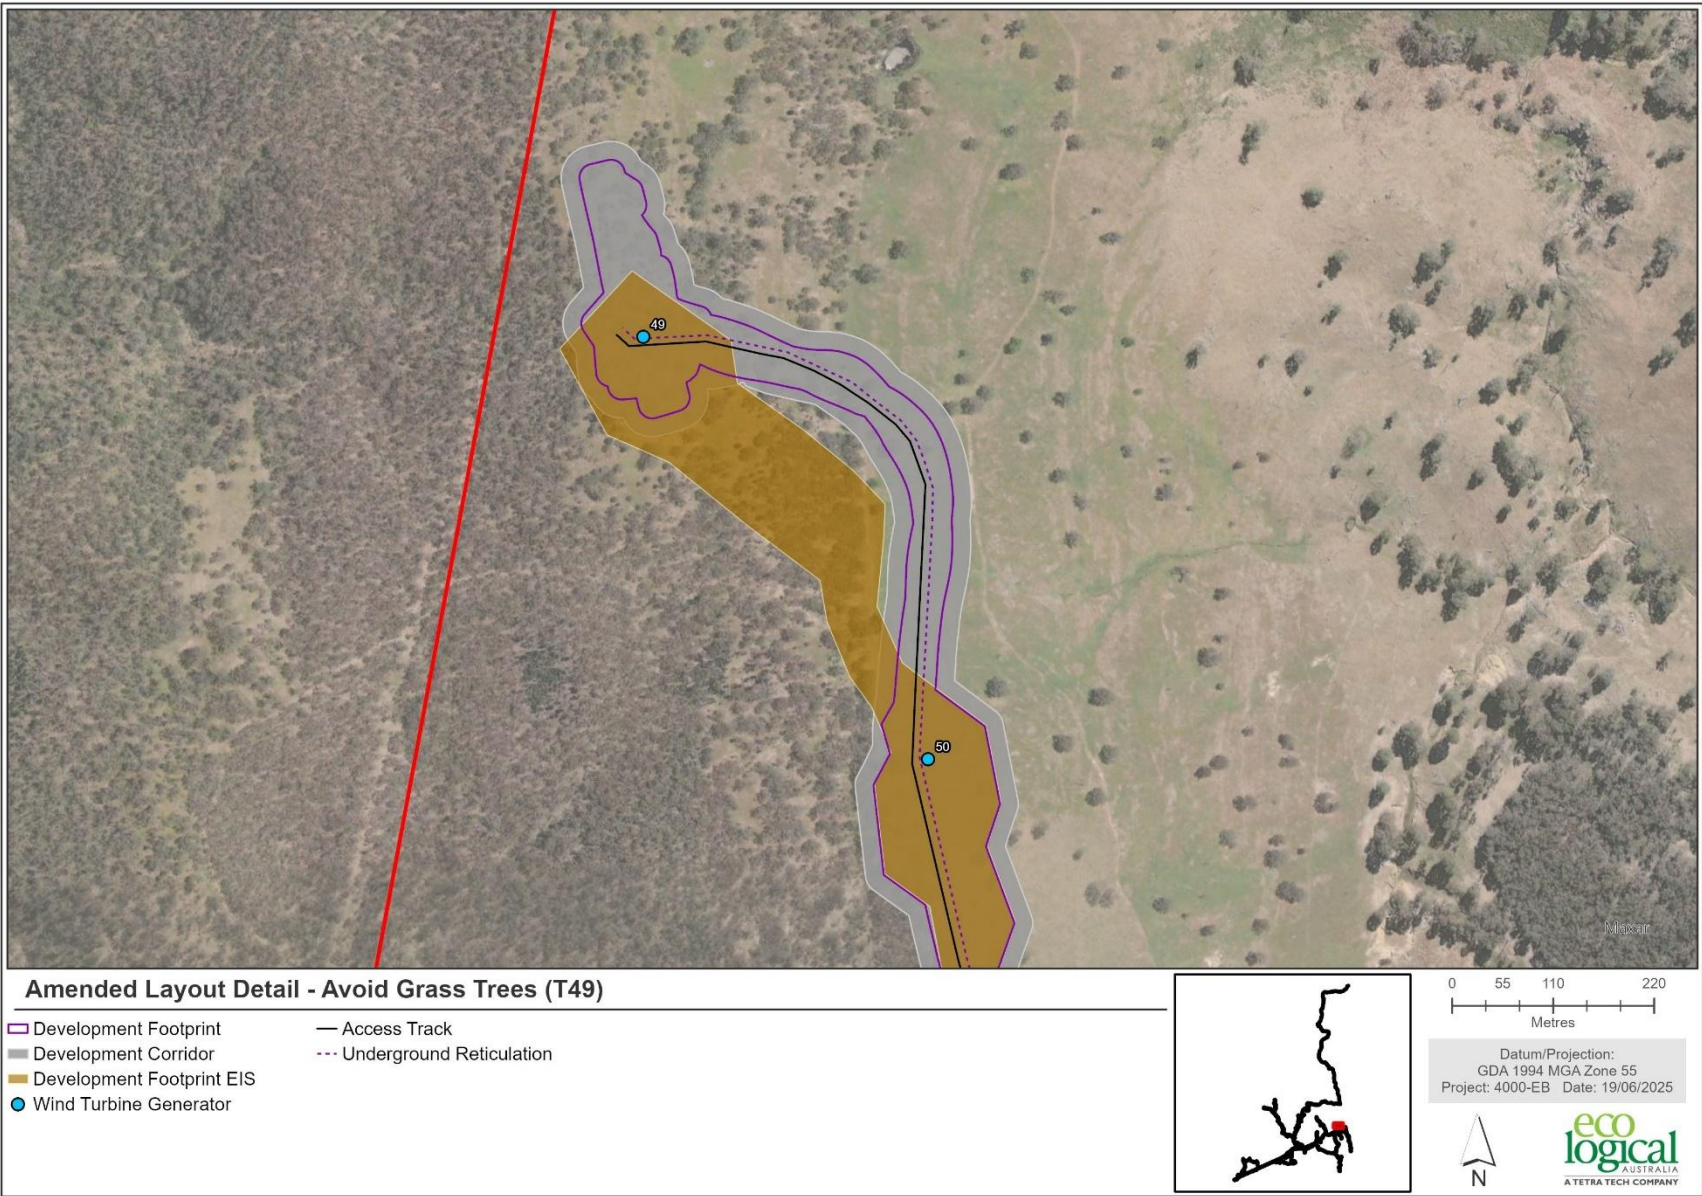 49
50
Maxar
Amended Layout Detail - Avoid Grass Trees (T49)
Development Footprint
Development Corridor
Development Footprint EIS
Wind Turbine Generator
Access Track
Underground Reticulation
0 55 110 220
Metres
Datum/Projection:
GDA 1994 MGA Zone 55
Project: 4000-EB Date: 19/06/2025
N
eco
logical
AUSTRALIA
A TETRA TECH COMPANY